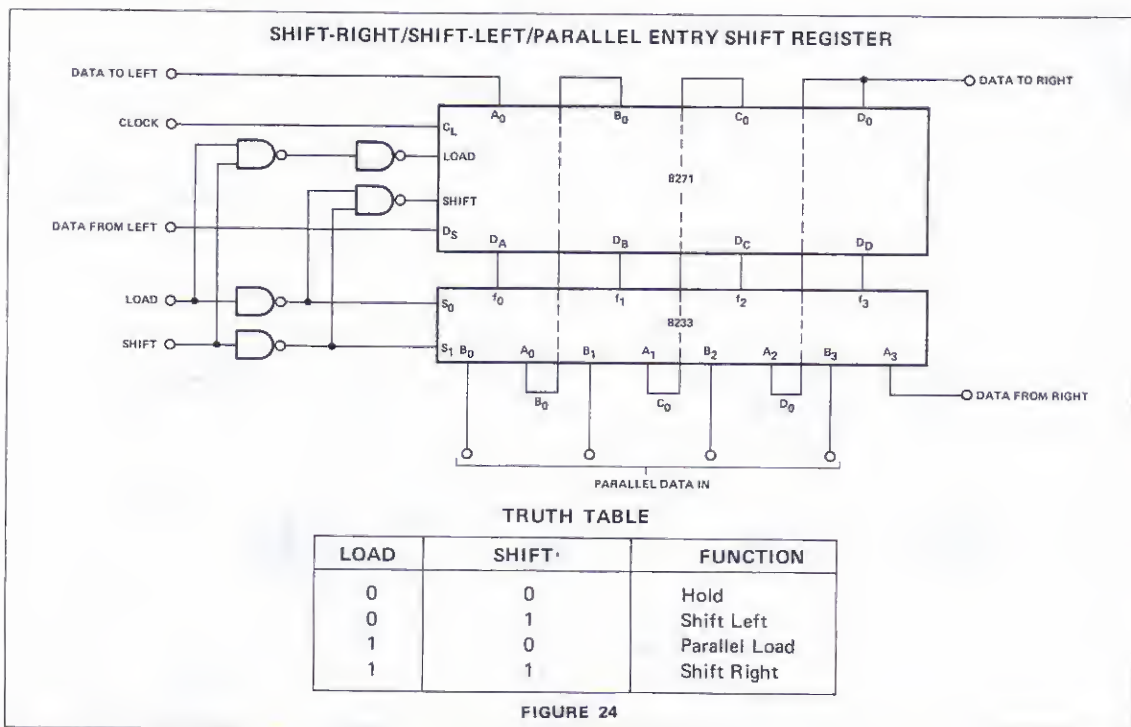 SHIFT-RIGHT/SHIFT-LEFT/PARALLEL ENTRY SHIFT REGISTER
DATA TO LEFT
DATA TO RIGHT
A0 B0 C0 D0
CLOCK
CL
LOAD
8271
SHIFT
DATA FROM LEFT
DS
DA DB DC DD
LOAD
S0
f0 f1 f2 f3
8233
SHIFT
S1 B0 A0 B1 A1 B2 A2 B3 A3
B0 C0 D0
DATA FROM RIGHT
PARALLEL DATA IN
TRUTH TABLE
LOAD SHIFT FUNCTION
0 0 Hold
0 1 Shift Left
1 0 Parallel Load
1 1 Shift Right
FIGURE 24